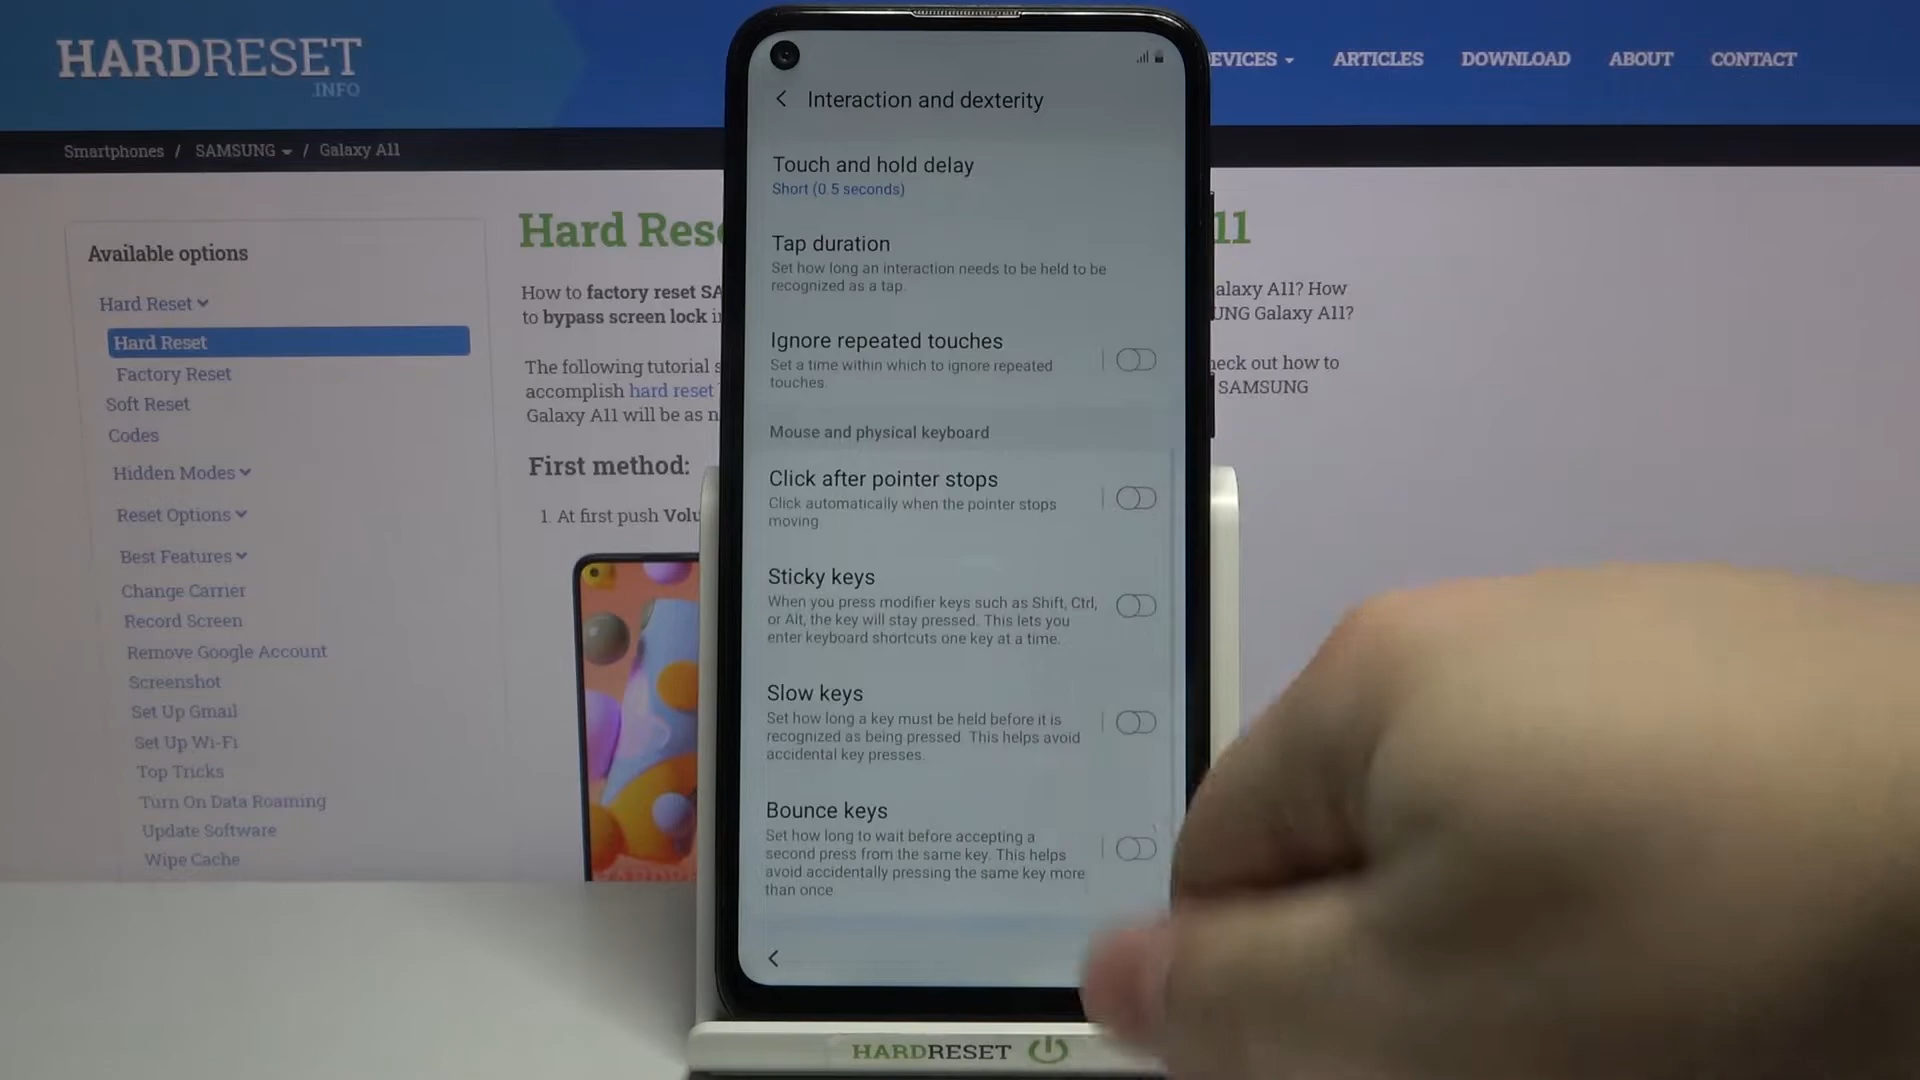 HARDRESET
.INFO
EVICES
ARTICLES
DOWNLOAD
ABOUT
CONTACT
Smartphones / SAMSUNG / Galaxy A11
Available options
Hard Reset
Hard Reset
Factory Reset
Soft Reset
Codes
Hidden Modes
Reset Options
Best Features
Change Carrier
Record Screen
Remove Google Account
Screenshot
Set Up Gmail
Set Up Wi-Fi
Top Tricks
Turn On Data Roaming
Update Software
Wipe Cache
Hard Rese
How to factory reset SA
to bypass screen lock i
The following tutorial s
accomplish hard reset
Galaxy A11 will be as n
First method:
1. At first push Volu
Interaction and dexterity
Touch and hold delay
Short (0.5 seconds)
Tap duration
Set how long an interaction needs to be held to be
recognized as a tap.
Ignore repeated touches
Set a time within which to ignore repeated
touches.
Mouse and physical keyboard
Click after pointer stops
Click automatically when the pointer stops
moving
Sticky keys
When you press modifier keys such as Shift, Ctrl,
or Alt, the key will stay pressed. This lets you
enter keyboard shortcuts one key at a time.
Slow keys
Set how long a key must be held before it is
recognized as being pressed. This helps avoid
accidental key presses.
Bounce keys
Set how long to wait before accepting a
second press from the same key. This helps
avoid accidentally pressing the same key more
than once
11
alaxy A11? How
UNG Galaxy A11?
heck out how to
SAMSUNG
HARDRESET